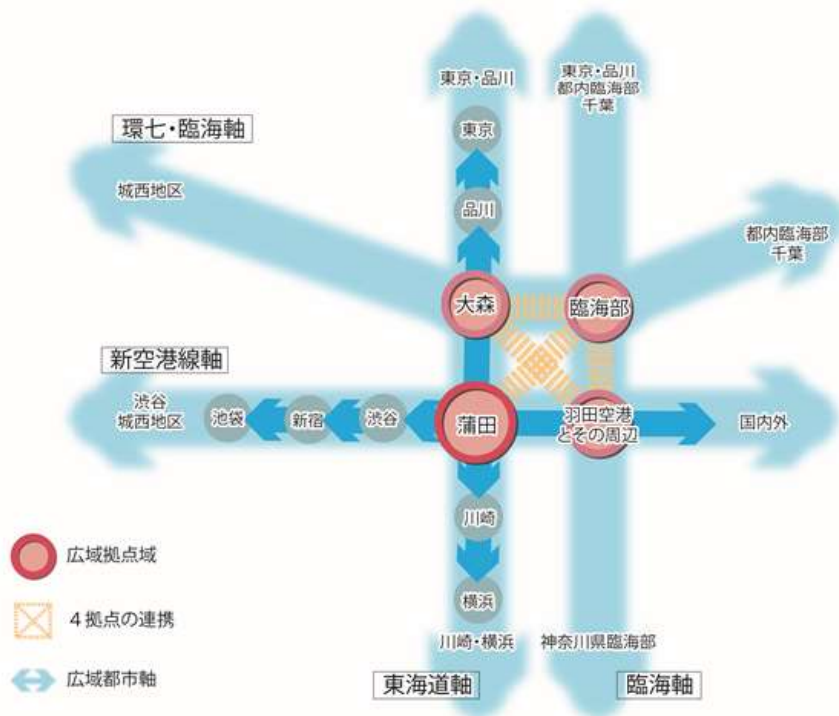 東京・品川
東京・品川
都内臨海部
千葉
環七・臨海軸
東京
城西地区
品川
都内臨海部
千葉
大森
臨海部
新空港線軸
渋谷
城西地区
池袋
新宿
渋谷
蒲田
羽田空港
とその周辺
国内外
川崎
広域拠点域
横浜
4拠点の連携
川崎・横浜
神奈川県臨海部
広域都市軸
東海道軸
臨海軸